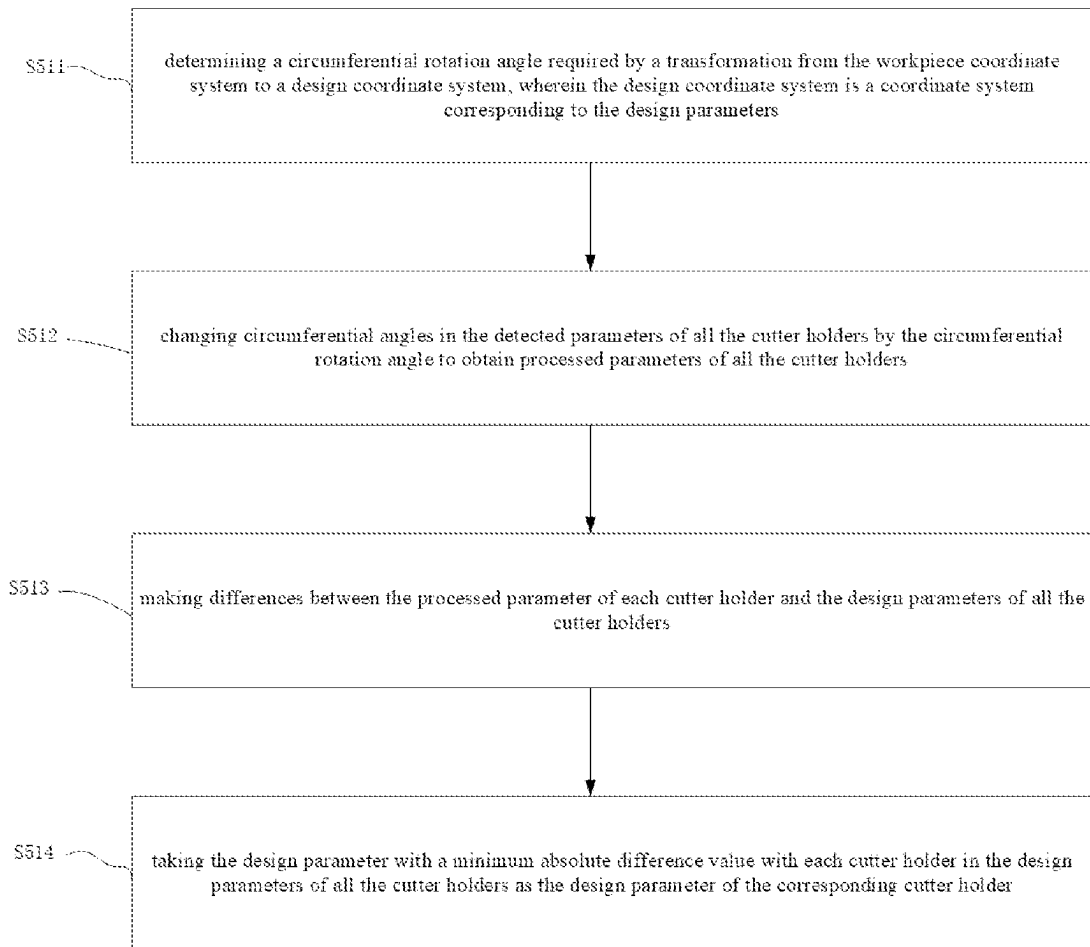 S511
determining a circumferential rotation angle required by a transformation from the workpiece coordinate
system to a design coordinate system, wherein the design coordinate system is a coordinate system
corresponding to the design parameters
S512
changing circumferential angles in the detected parameters of all the cutter holders by the circumferential
rotation angle to obtain processed parameters of all the cutter holders
S513
making differences between the processed parameter of each cutter holder and the design parameters of all the
cutter holders
S514
taking the design parameter with a minimum absolute difference value with each cutter holder in the design
parameters of all the cutter holders as the design parameter of the corresponding cutter holder